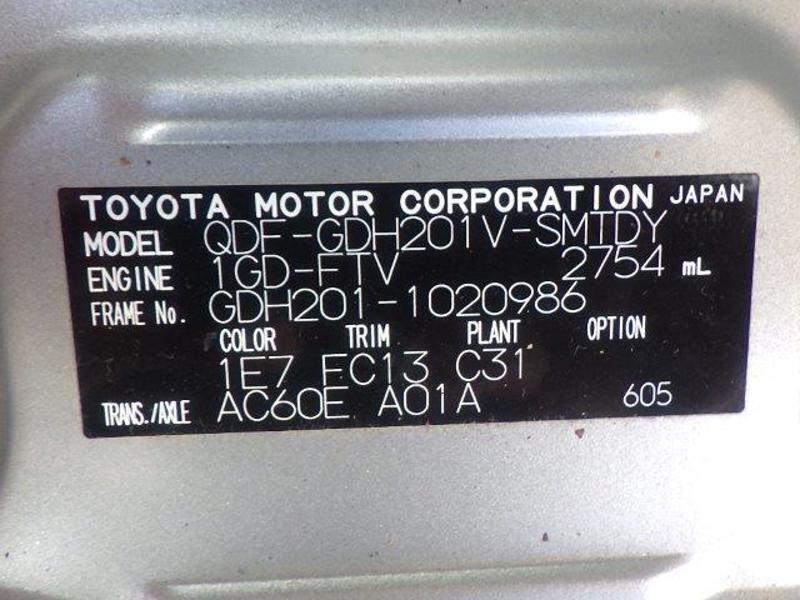 TOYOTA MOTOR CORPORATION JAPAN
MODEL QDF-GDH201V-SMTDY
ENGINE 1GD-FTV 2754 mL
FRAME No. GDH201-1020986
COLOR TRIM PLANT OPTION
1E7 FC13 C31
TRANS./AXLE AC60E A01A 605